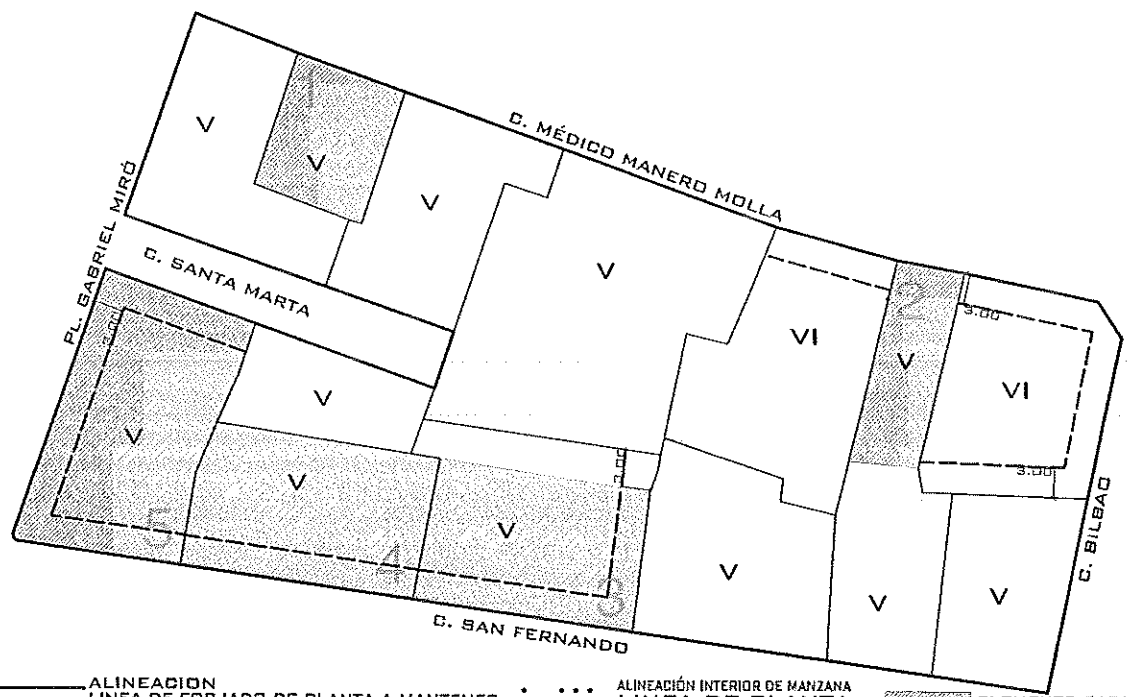 1
V
V
V
C. MÉDICO MANERO MOLLA
PL. GABRIEL MIRÓ
C. SANTA MARTA
V
VI
2
V
3.00
VI
3.00
C. BILBAO
3.00
V
V
V
V
5
4
3
V
V
V
C. SAN FERNANDO
ALINEACION
ALINEACIÓN INTERIOR DE MANZANA